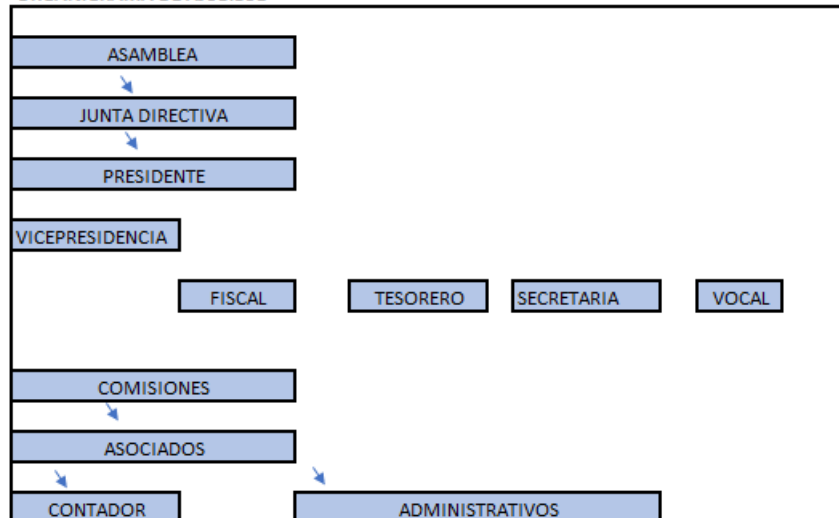 ASAMBLEA
JUNTA DIRECTIVA
PRESIDENTE
VICEPRESIDENCIA
FISCAL TESORERO SECRETARIA VOCAL
COMISIONES
ASOCIADOS
CONTADOR ADMINISTRATIVOS